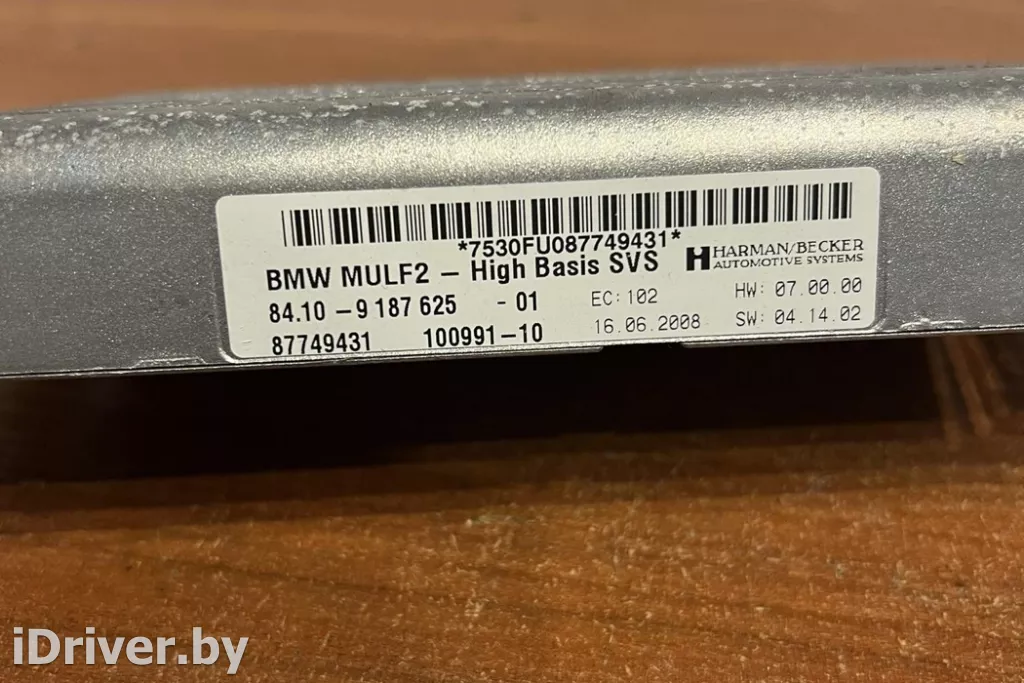 *7530FU087749431*
BMW MULF2 – High Basis SVS
HARMAN/BECKER
AUTOMOTIVE SYSTEMS
84.10 – 9 187 625 - 01
EC: 102
HW: 07.00.00
87749431 100991–10
16.06.2008
SW: 04.14.02
iDriver.by